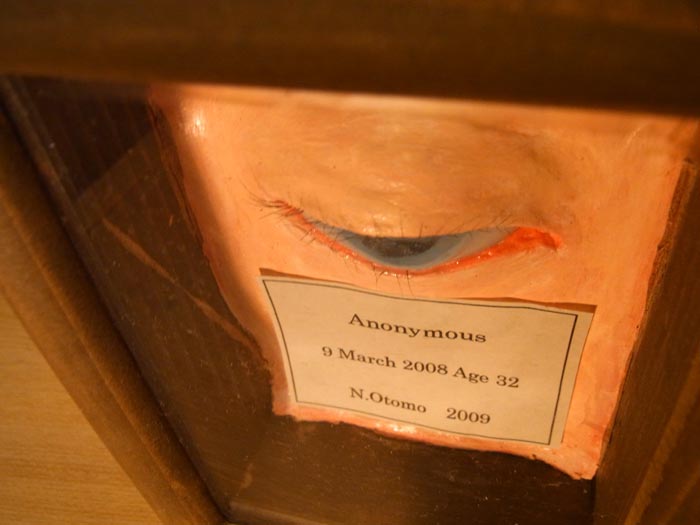 Anonymous
9 March 2008 Age 32
N.Otomo 2009